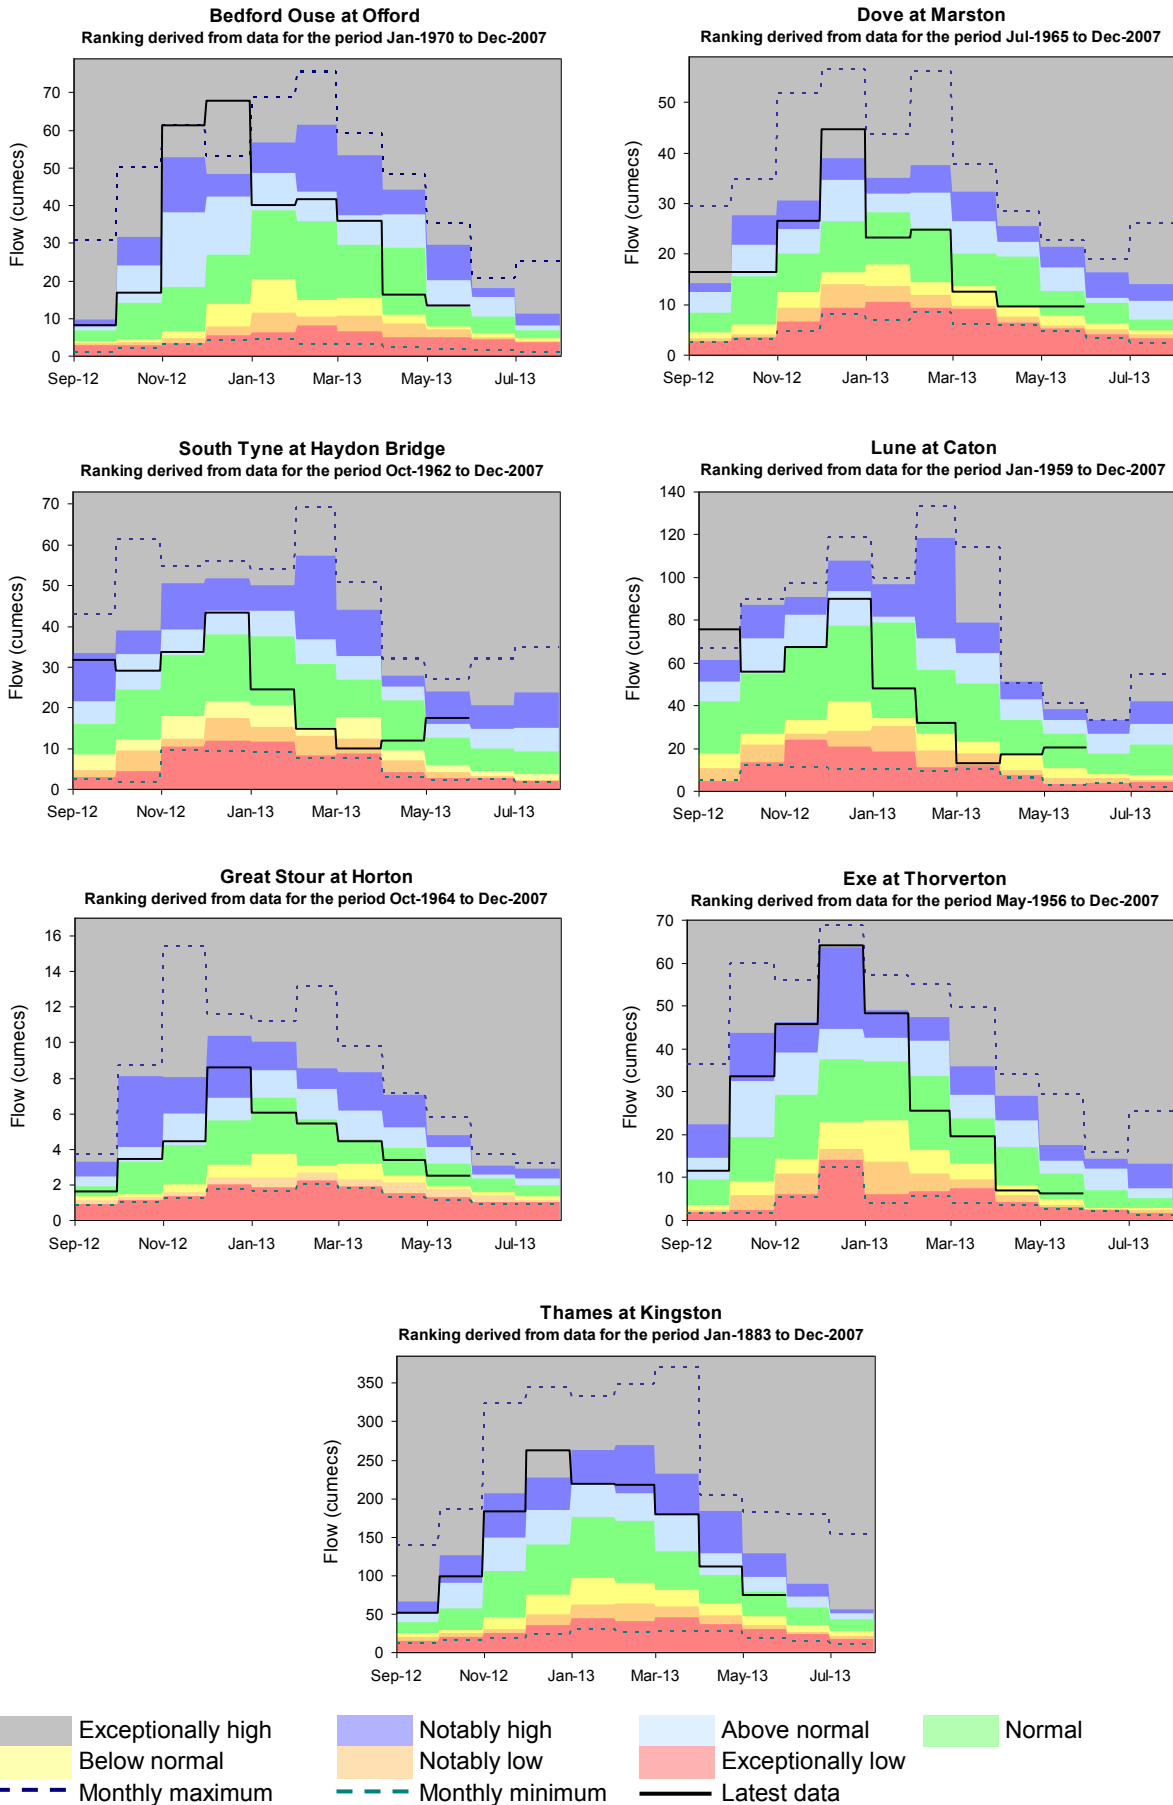 Bedford Ouse at Offord
Ranking derived from data for the period Jan-1970 to Dec-2007
Flow (cumecs)
70
60
50
40
30
20
10
0
Sep-12 Nov-12 Jan-13 Mar-13 May-13 Jul-13
Dove at Marston
Ranking derived from data for the period Jul-1965 to Dec-2007
Flow (cumecs)
50
40
30
20
10
0
Sep-12 Nov-12 Jan-13 Mar-13 May-13 Jul-13
South Tyne at Haydon Bridge
Ranking derived from data for the period Oct-1962 to Dec-2007
Flow (cumecs)
70
60
50
40
30
20
10
0
Sep-12 Nov-12 Jan-13 Mar-13 May-13 Jul-13
Lune at Caton
Ranking derived from data for the period Jan-1959 to Dec-2007
Flow (cumecs)
140
120
100
80
60
40
20
0
Sep-12 Nov-12 Jan-13 Mar-13 May-13 Jul-13
Great Stour at Horton
Ranking derived from data for the period Oct-1964 to Dec-2007
Flow (cumecs)
16
14
12
10
8
6
4
2
0
Sep-12 Nov-12 Jan-13 Mar-13 May-13 Jul-13
Exe at Thorverton
Ranking derived from data for the period May-1956 to Dec-2007
Flow (cumecs)
70
60
50
40
30
20
10
0
Sep-12 Nov-12 Jan-13 Mar-13 May-13 Jul-13
Thames at Kingston
Ranking derived from data for the period Jan-1883 to Dec-2007
Flow (cumecs)
350
300
250
200
150
100
50
0
Sep-12 Nov-12 Jan-13 Mar-13 May-13 Jul-13
Exceptionally high Notably high Above normal Normal
Below normal Notably low Exceptionally low
Monthly maximum Monthly minimum Latest data